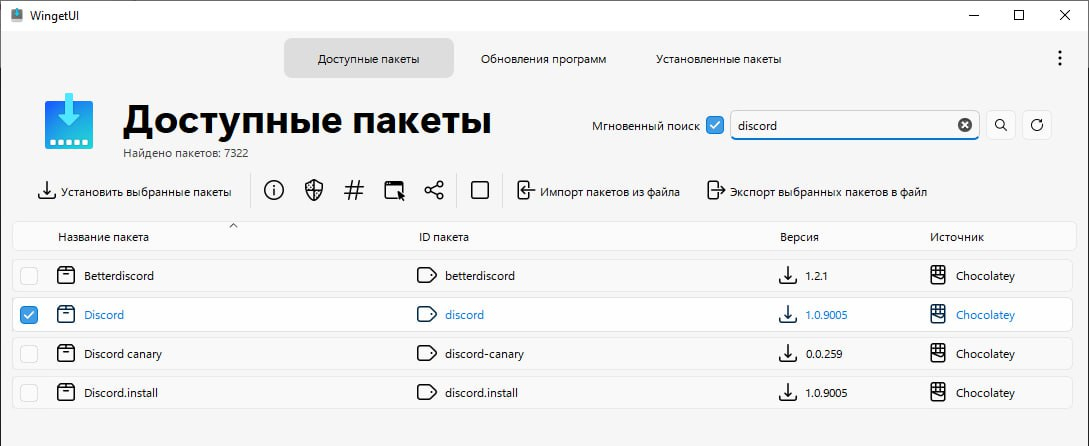 WingetUI
Доступные пакеты Обновления программ Установленные пакеты
Доступные пакеты
Найдено пакетов: 7322
Мгновенный поиск discord
Установить выбранные пакеты Импорт пакетов из файла Экспорт выбранных пакетов в файл
Название пакета ID пакета Версия Источник
Betterdiscord betterdiscord 1.2.1 Chocolatey
Discord discord 1.0.9005 Chocolatey
Discord canary discord-canary 0.0.259 Chocolatey
Discord.install discord.install 1.0.9005 Chocolatey